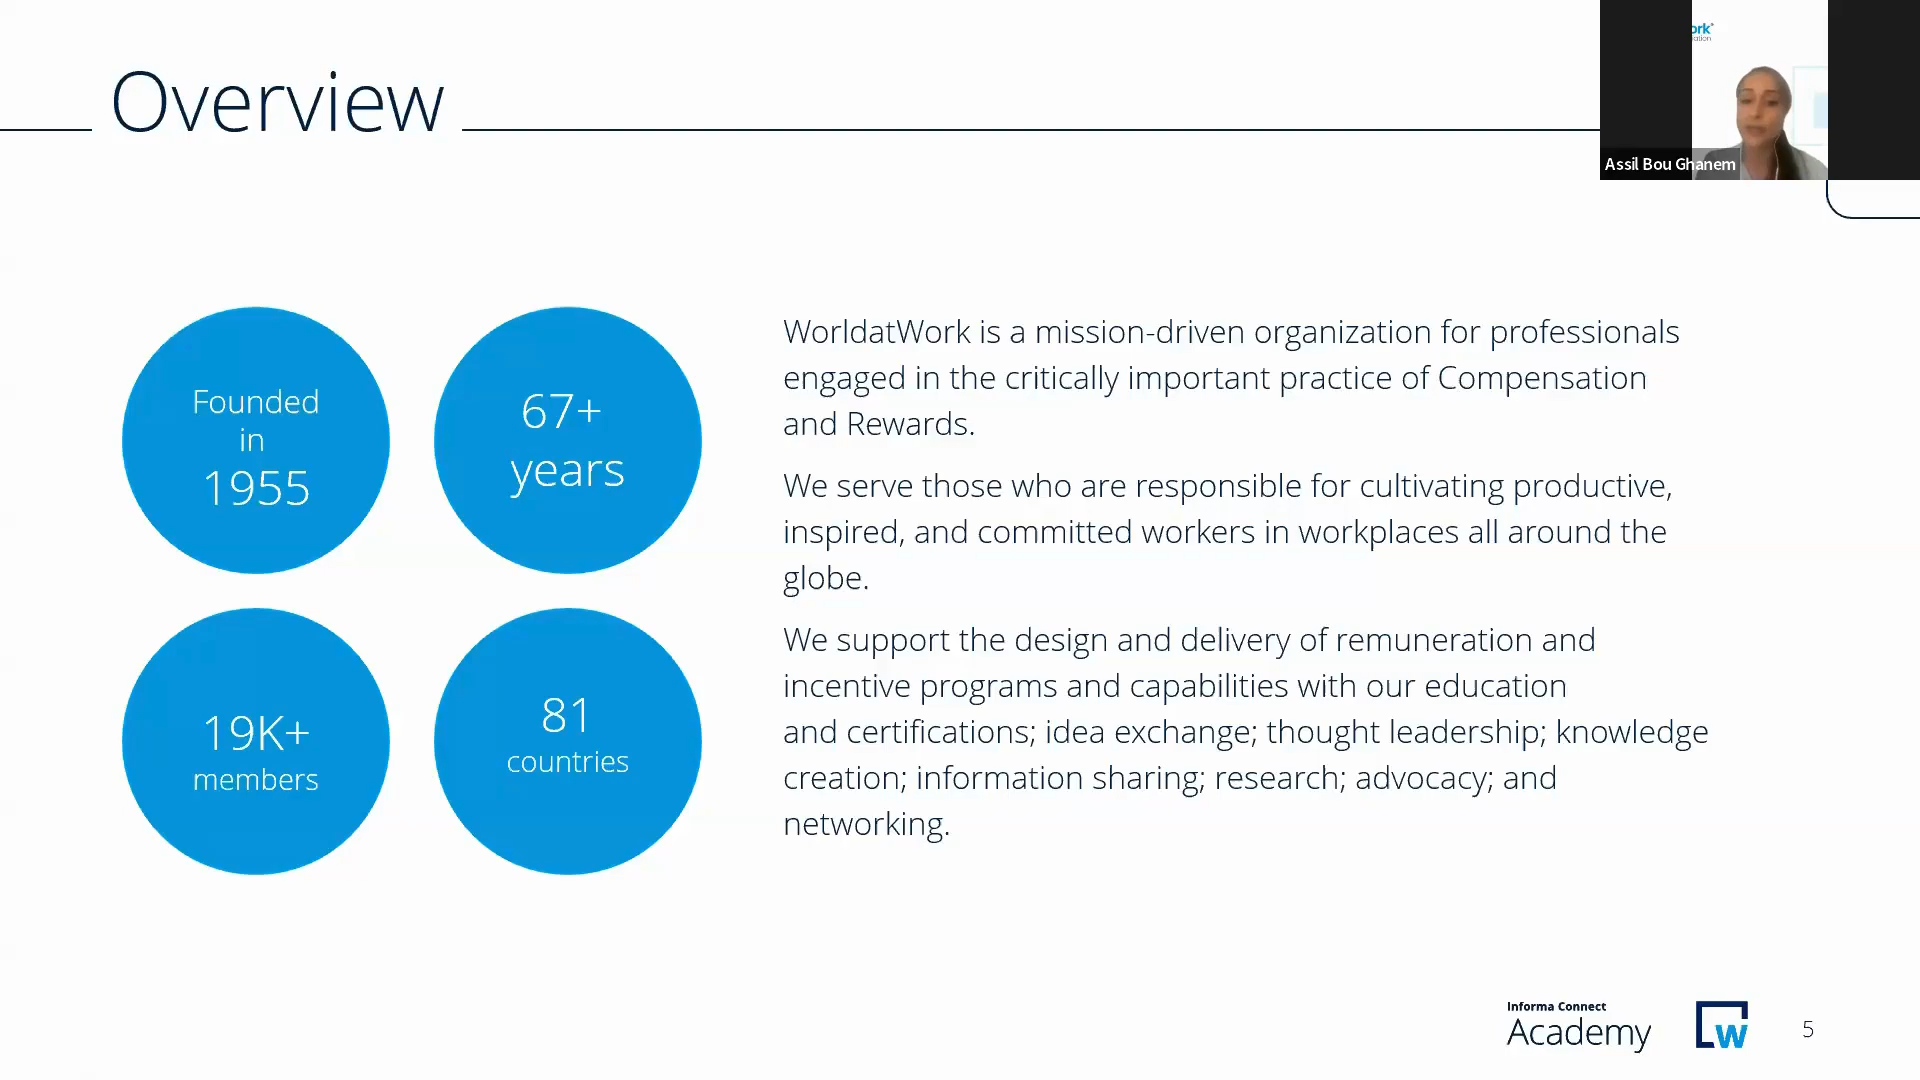 Overview
ork
ation
Assil Bou Ghanem
Founded
in
1955
67+
years
19K+
members
81
countries
WorldatWork is a mission-driven organization for professionals
engaged in the critically important practice of Compensation
and Rewards.
We serve those who are responsible for cultivating productive,
inspired, and committed workers in workplaces all around the
globe.
We support the design and delivery of remuneration and
incentive programs and capabilities with our education
and certifications; idea exchange; thought leadership; knowledge
creation; information sharing; research; advocacy; and
networking.
Informa Connect
Academy
W
5